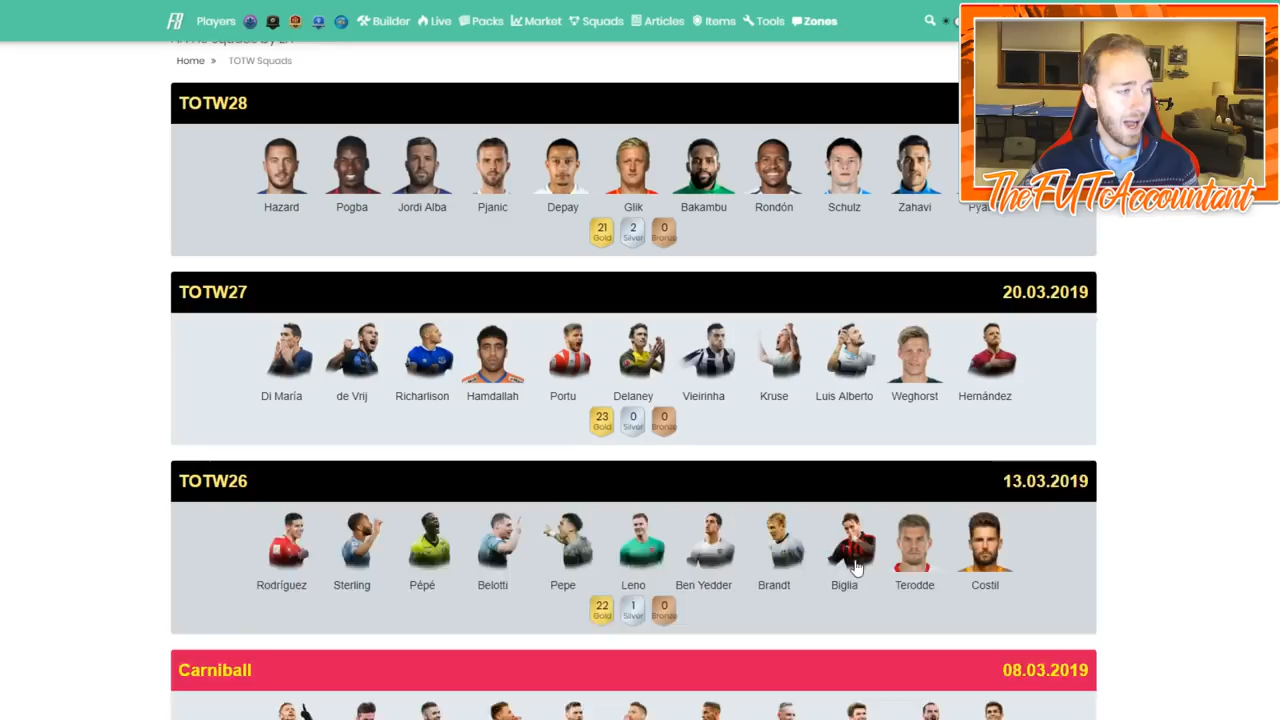 F8 Players Builder Live Packs Market Squads Articles Items Tools Zones
Home » TOTW Squads
TheFUTAccountant
TOTW28
Hazard Pogba Jordi Alba Pjanic Depay Glik Bakambu Rondón Schulz Zahavi
21 2 0
Gold Silver Bronze
TOTW27 20.03.2019
Di María de Vrij Richarlison Hamdallah Portu Delaney Vieirinha Kruse Luis Alberto Weghorst Hernández
23 0 0
Gold Silver Bronze
TOTW26 13.03.2019
Rodríguez Sterling Pépé Belotti Pepe Leno Ben Yedder Brandt Biglia Terodde Costil
22 1 0
Gold Silver Bronze
Carniball 08.03.2019